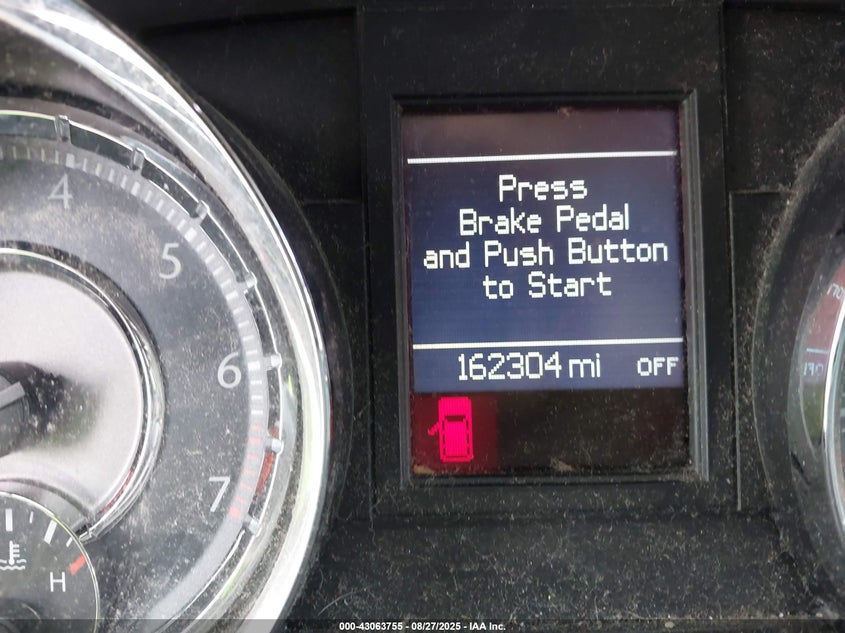 Press
Brake Pedal
and Push Button
to Start
162304 mi OFF
4
5
6
7
H
000-43063755 - 08/27/2025 - IAA Inc.